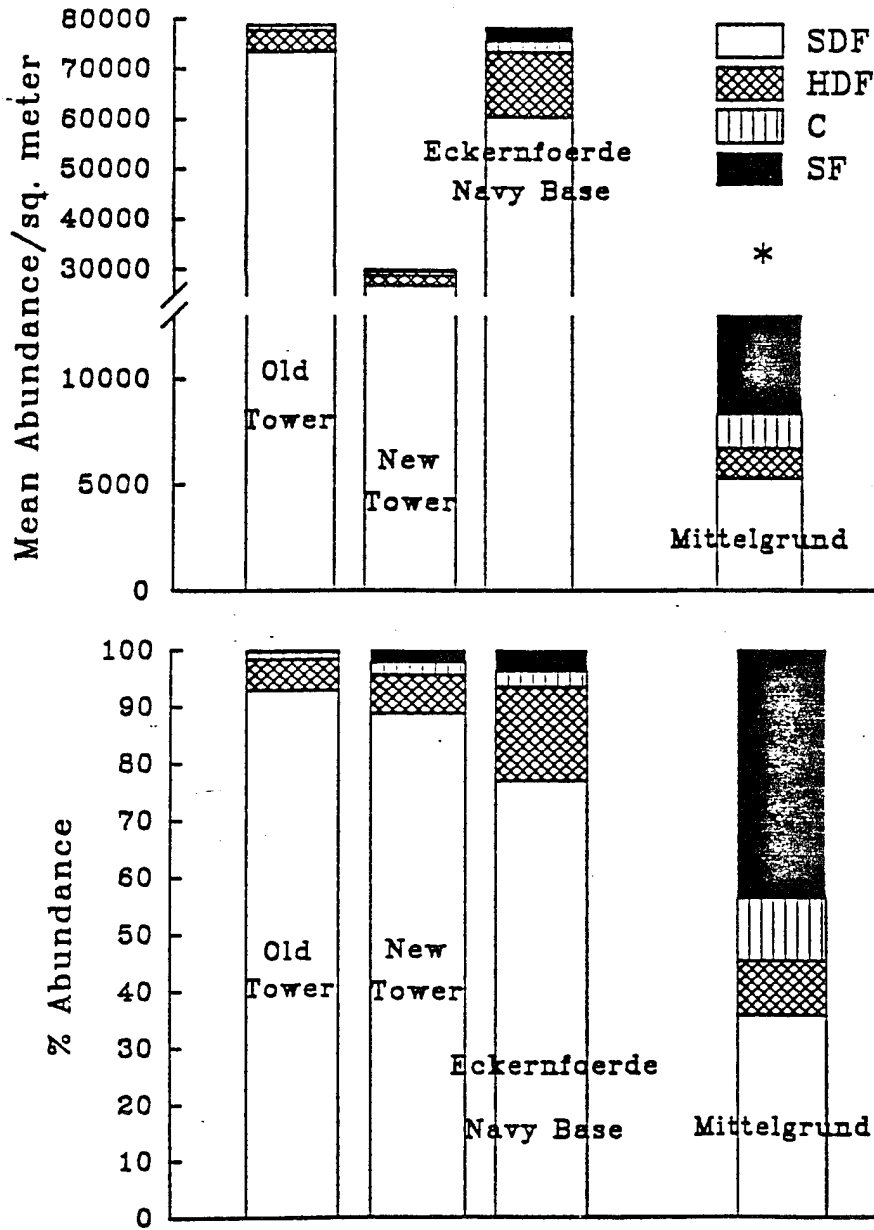 Mean Abundance/sq. meter
80000
70000
60000
50000
40000
30000
10000
5000
0
Old
Tower
New
Tower
Eckernfoerde
Navy Base
Mittelgrund
SDF
HDF
C
SF
*
% Abundance
100
90
80
70
60
50
40
30
20
10
0
Old
Tower
New
Tower
Eckernfoerde
Navy Base
Mittelgrund